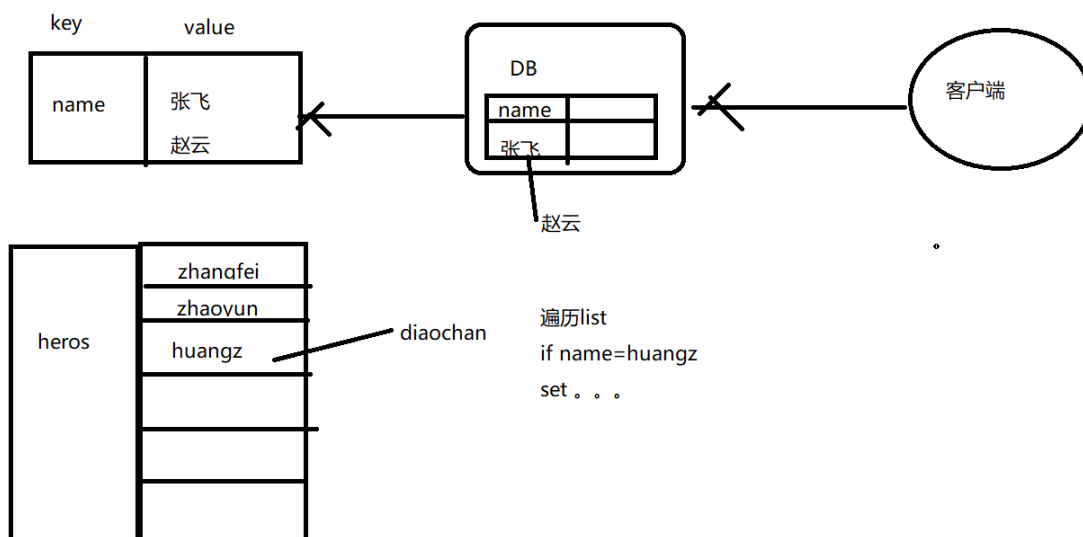 key
value
name
张飞
赵云
DB
name
张飞
赵云
客户端
heros
zhangfei
zhaoyun
huangz
diaochan
遍历list
if name=huangz
set 。。。